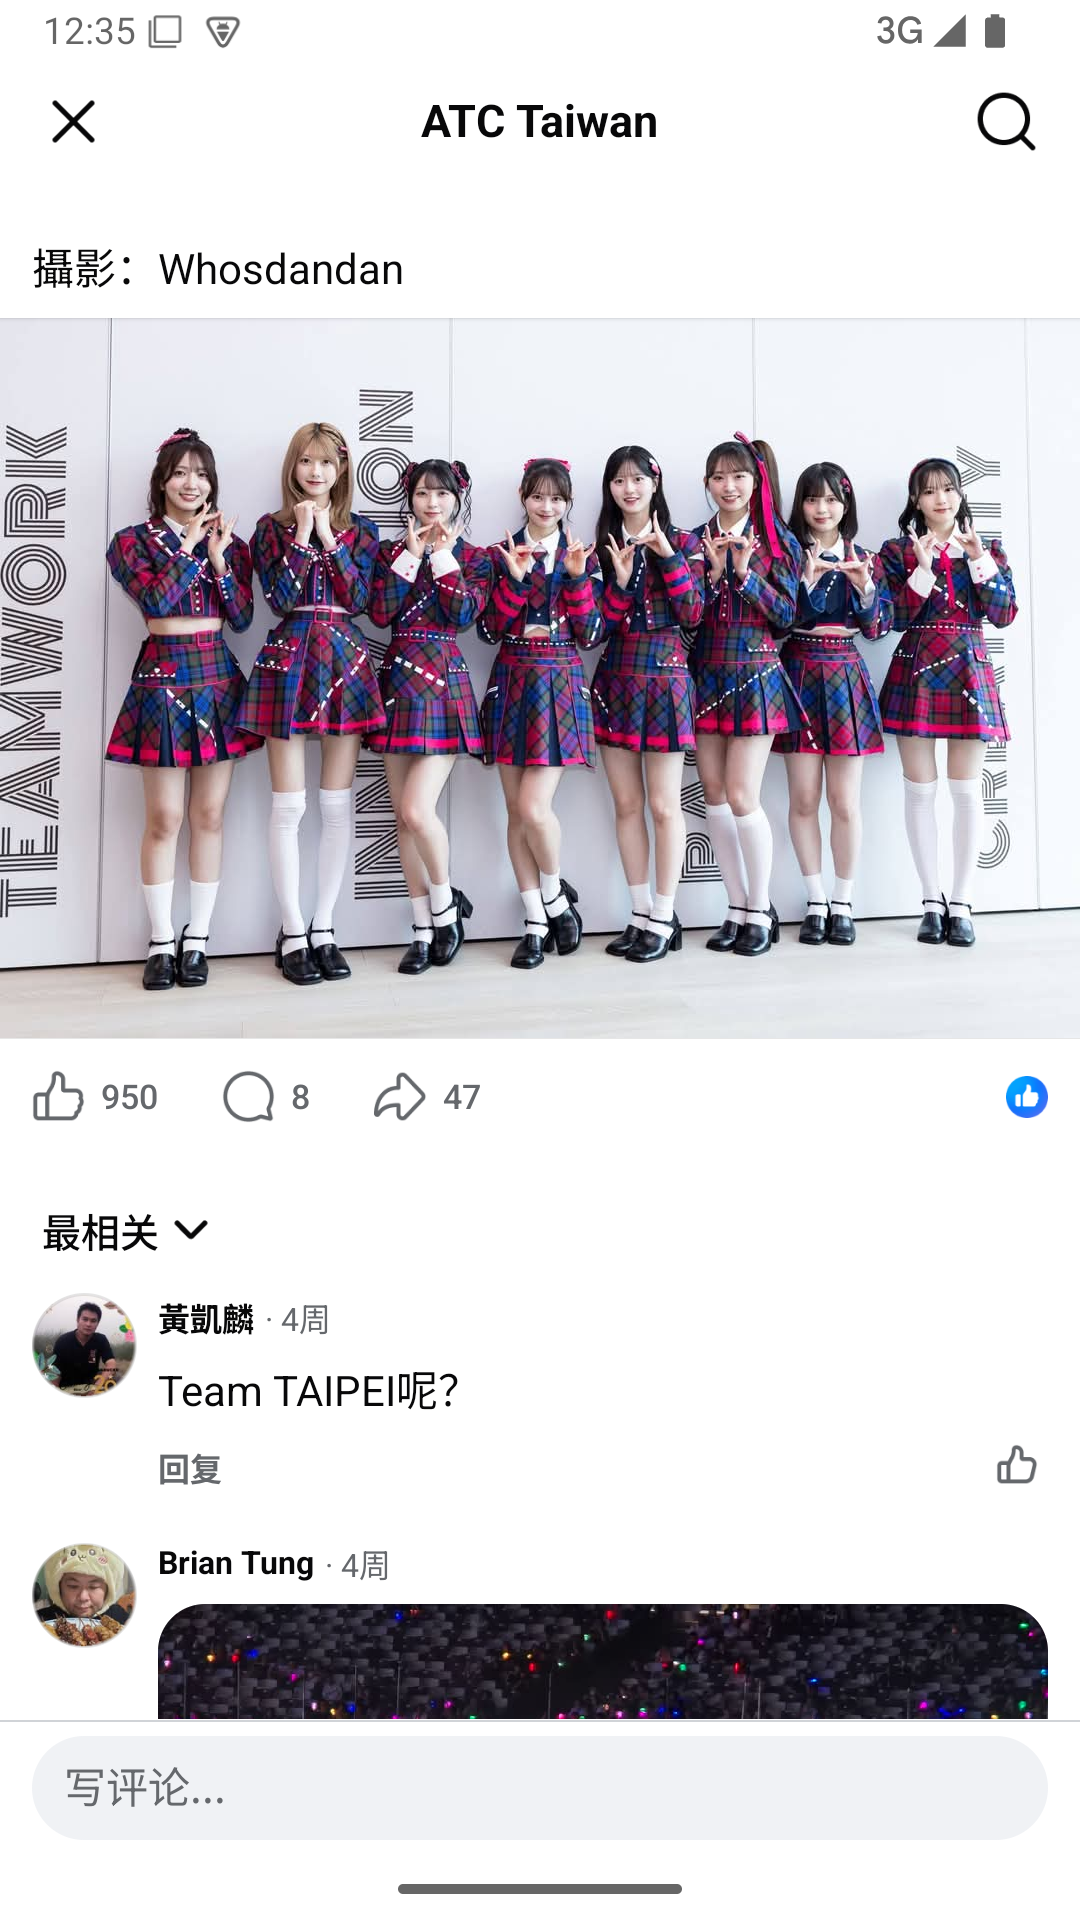 12:35
3G
ATC Taiwan
攝影：Whosdandan
TEAMWORK
950
8
47
最相关
黃凱麟 · 4周
Team TAIPEI呢？
回复
Brian Tung · 4周
写评论...